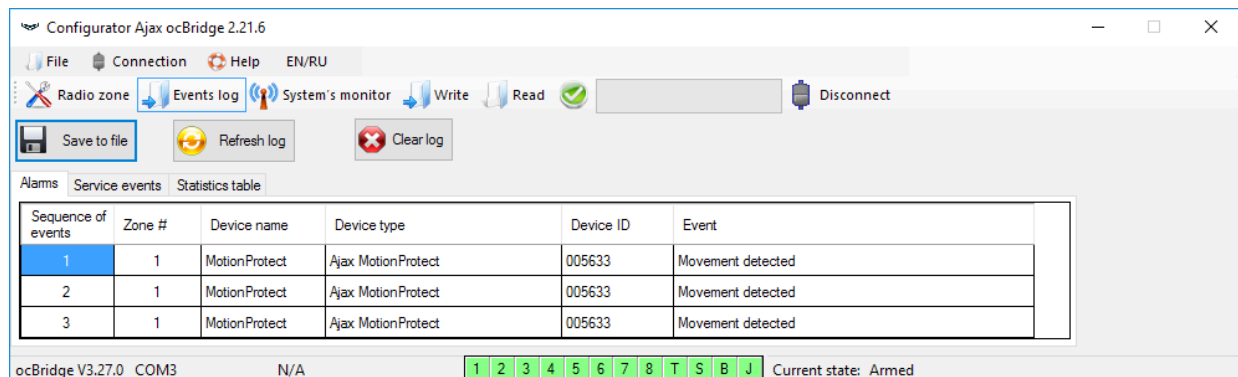 Configurator Ajax ocBridge 2.21.6
File Connection Help EN/RU
Radio zone Events log System's monitor Write Read Disconnect
Save to file Refresh log Clear log
Alarms Service events Statistics table
Sequence of events Zone # Device name Device type Device ID Event
1 1 MotionProtect Ajax MotionProtect 005633 Movement detected
2 1 MotionProtect Ajax MotionProtect 005633 Movement detected
3 1 MotionProtect Ajax MotionProtect 005633 Movement detected
ocBridge V3.27.0 COM3 N/A 1 2 3 4 5 6 7 8 T S B J Current state: Armed